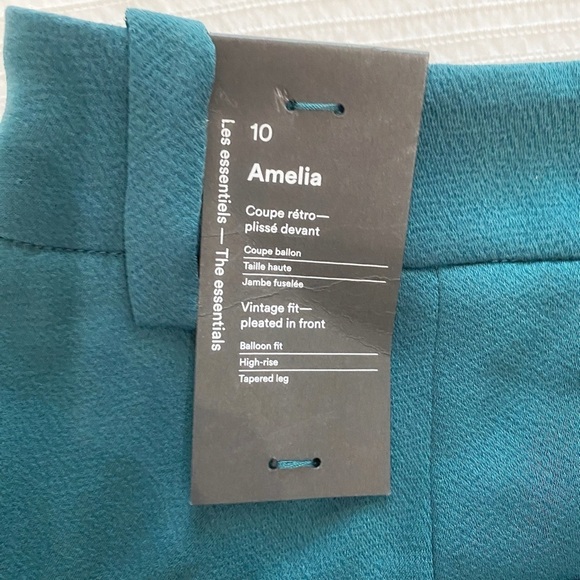 10
Amelia
Coupe rétro—
plissé devant
Coupe ballon
Taille haute
Jambe fusalée
Vintage fit—
pleated in front
Balloon fit
High-rise
Tapered leg
Les essentiels — The essentials